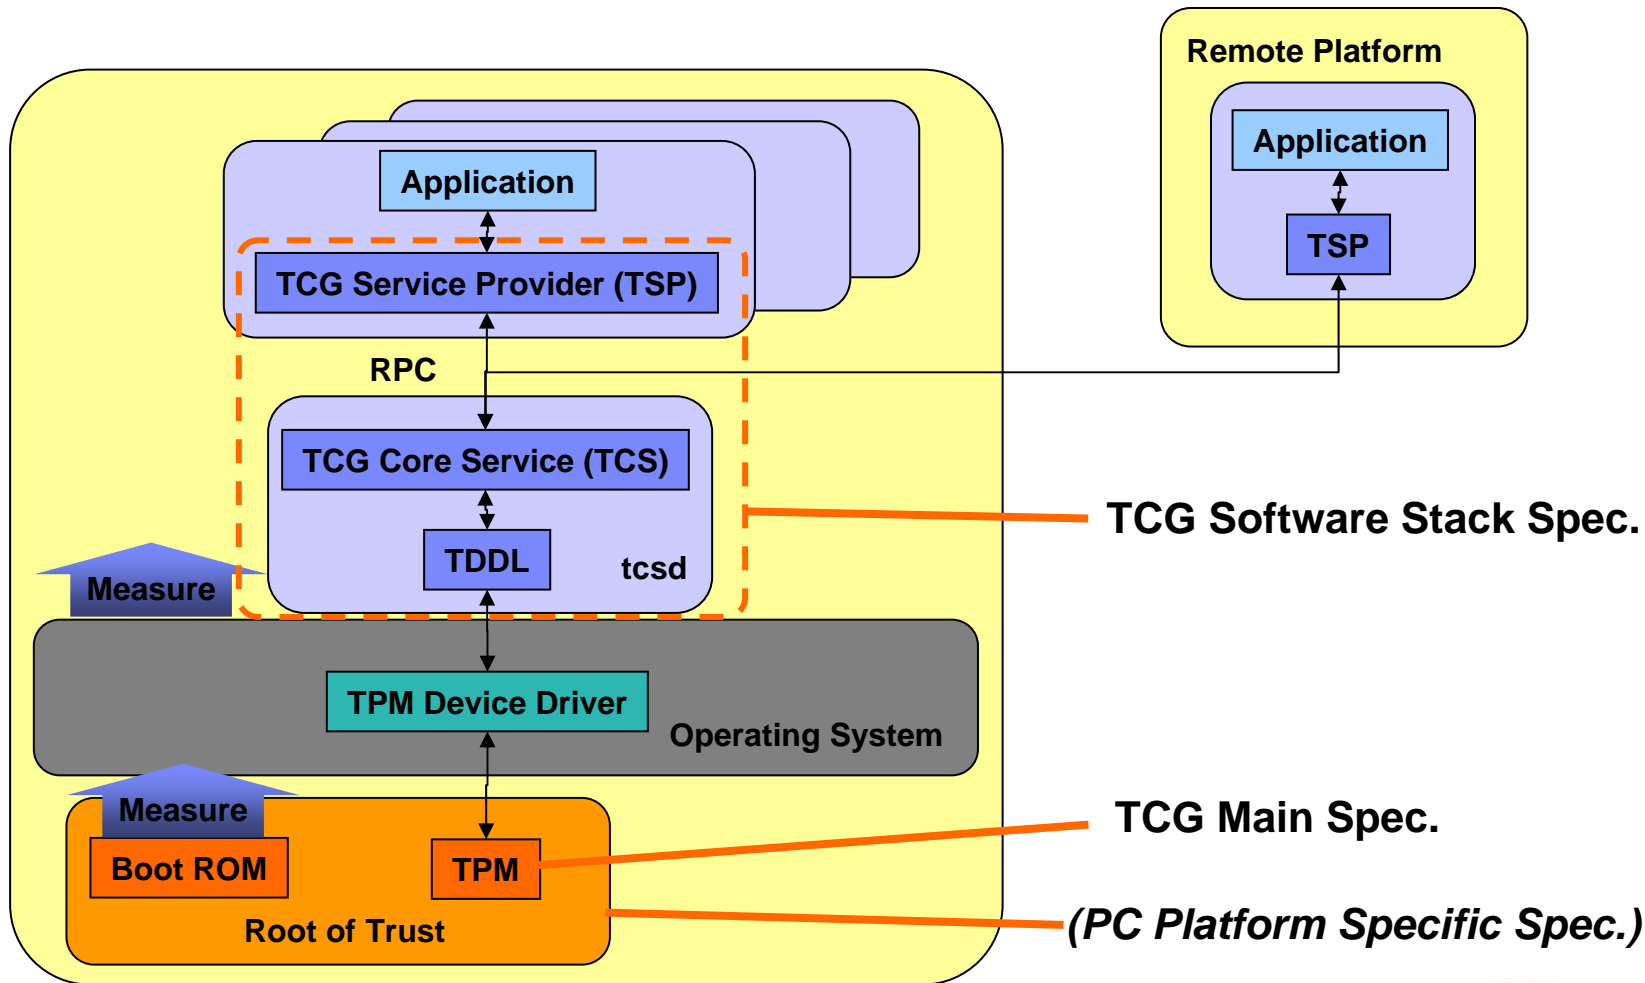 Remote Platform
Application
TSP
Application
TCG Service Provider (TSP)
RPC
TCG Core Service (TCS)
TDDL
tcsd
TCG Software Stack Spec.
Measure
TPM Device Driver
Operating System
Measure
Boot ROM
TPM
Root of Trust
TCG Main Spec.
(PC Platform Specific Spec.)